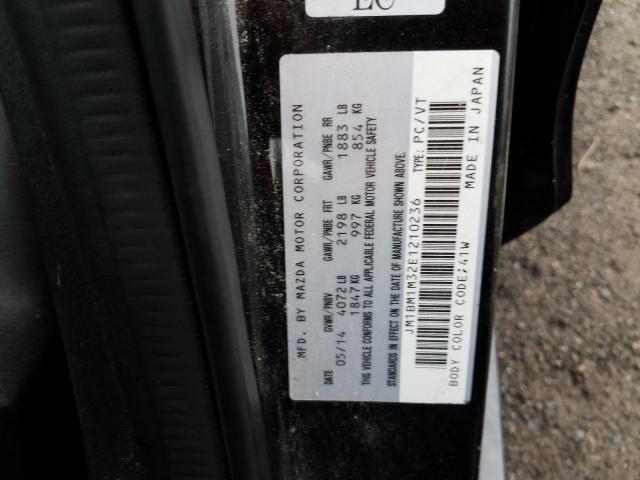 EC
MFD. BY MAZDA MOTOR CORPORATION
DATE GVWR/PNBV GAWR/PNBE FRT GAWR/PNBE RR
05/14 4072 LB 2198 LB 1883 LB
1847 KG 997 KG 854 KG
THIS VEHICLE CONFORMS TO ALL APPLICABLE FEDERAL MOTOR VEHICLE SAFETY
STANDARDS IN EFFECT ON THE DATE OF MANUFACTURE SHOWN ABOVE.
JM1BM1M32E1210236 TYPE: PC/VT
BODY COLOR CODE;41W MADE IN JAPAN